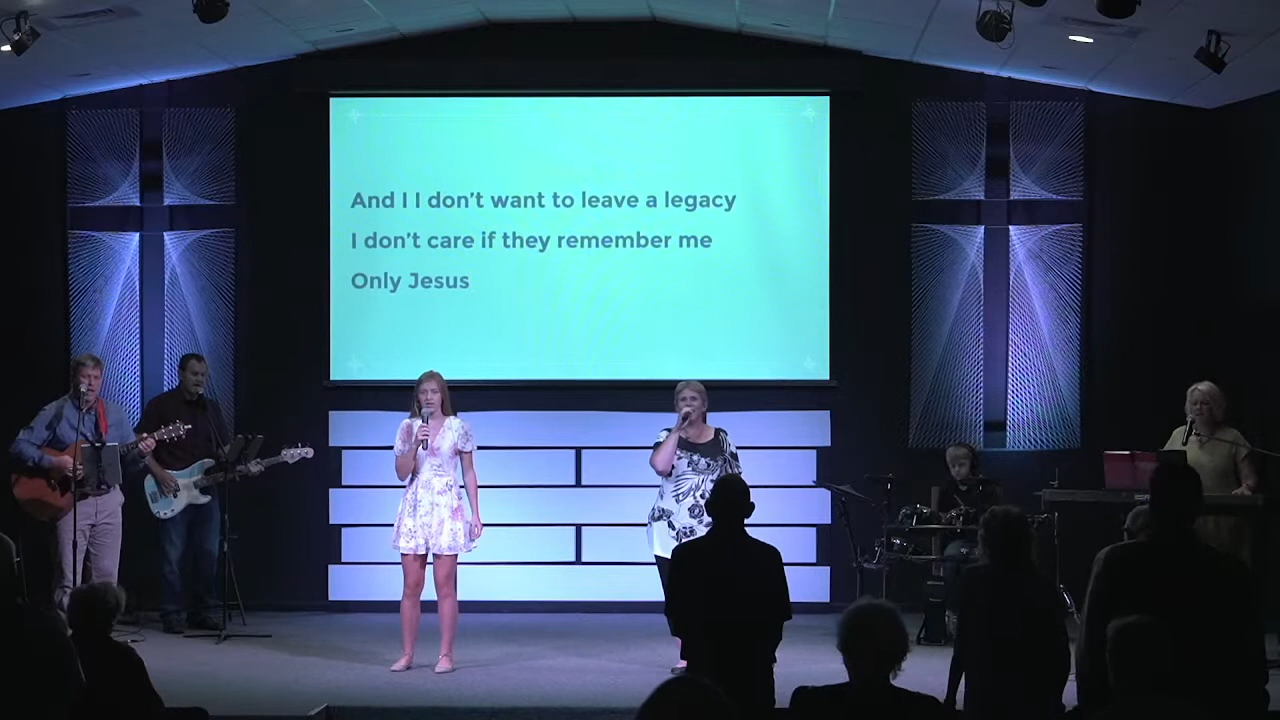 And I I don't want to leave a legacy
I don't care if they remember me
Only Jesus